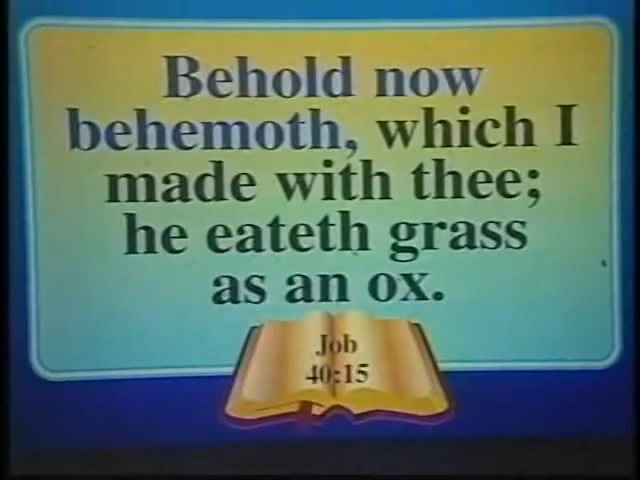 Behold now
behemoth, which I
made with thee;
he eateth grass
as an ox.
Job
40:15